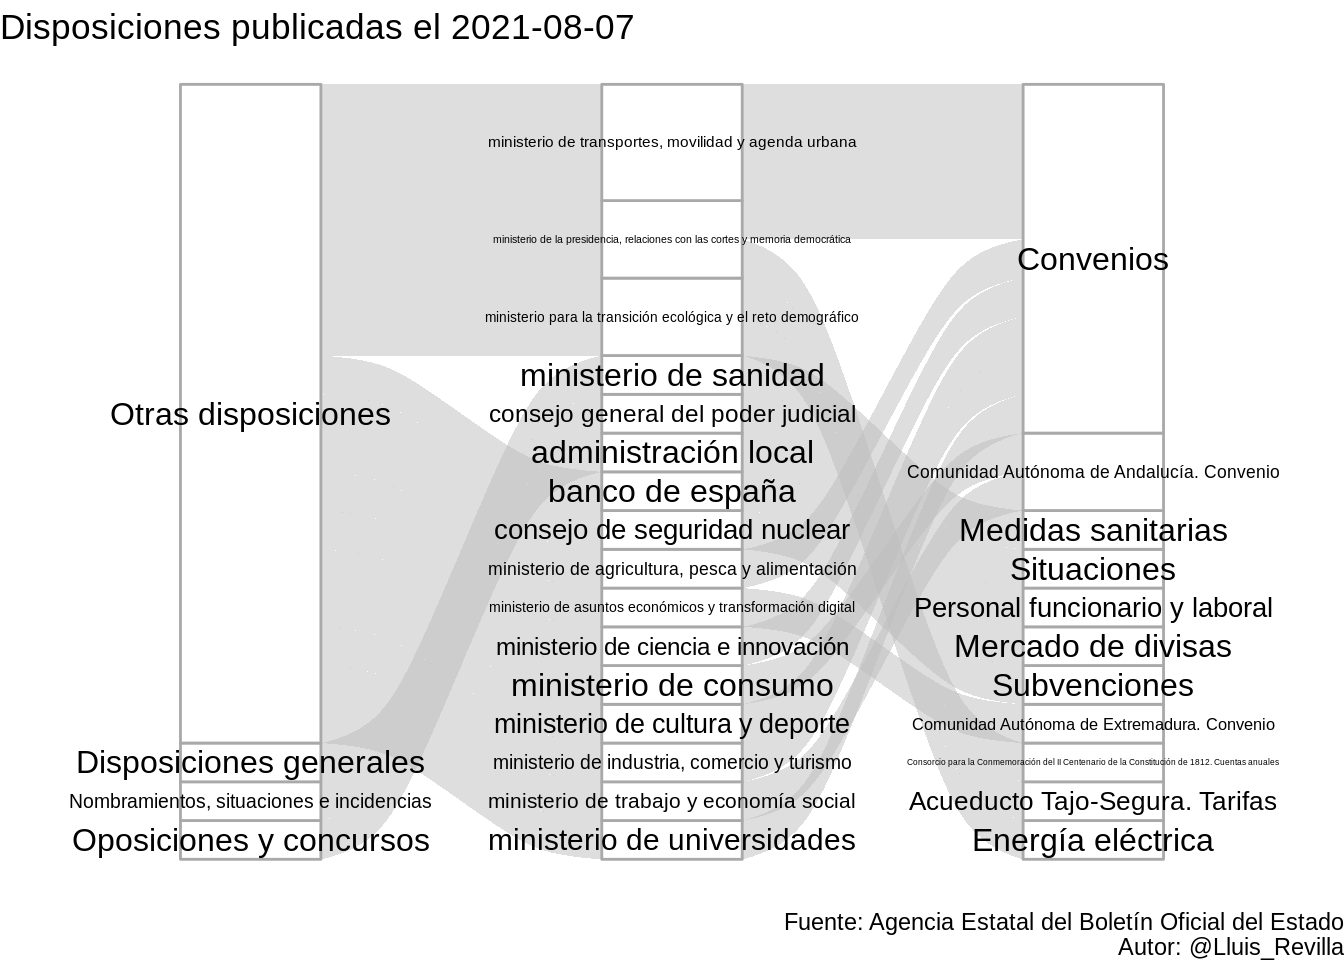 Disposiciones publicadas el 2021-08-07
Otras disposiciones
Disposiciones generales
Nombramientos, situaciones e incidencias
Oposiciones y concursos
ministerio de transportes, movilidad y agenda urbana
ministerio de la presidencia, relaciones con las cortes y memoria democrática
ministerio para la transición ecológica y el reto demográfico
ministerio de sanidad
consejo general del poder judicial
administración local
banco de españa
consejo de seguridad nuclear
ministerio de agricultura, pesca y alimentación
ministerio de asuntos económicos y transformación digital
ministerio de ciencia e innovación
ministerio de consumo
ministerio de cultura y deporte
ministerio de industria, comercio y turismo
ministerio de trabajo y economía social
ministerio de universidades
Convenios
Comunidad Autónoma de Andalucía. Convenio
Medidas sanitarias
Situaciones
Personal funcionario y laboral
Mercado de divisas
Subvenciones
Comunidad Autónoma de Extremadura. Convenio
Consorcio para la Conmemoración del II Centenario de la Constitución de 1812. Cuentas anuales
Acueducto Tajo-Segura. Tarifas
Energía eléctrica
Fuente: Agencia Estatal del Boletín Oficial del Estado
Autor: @Lluis_Revilla